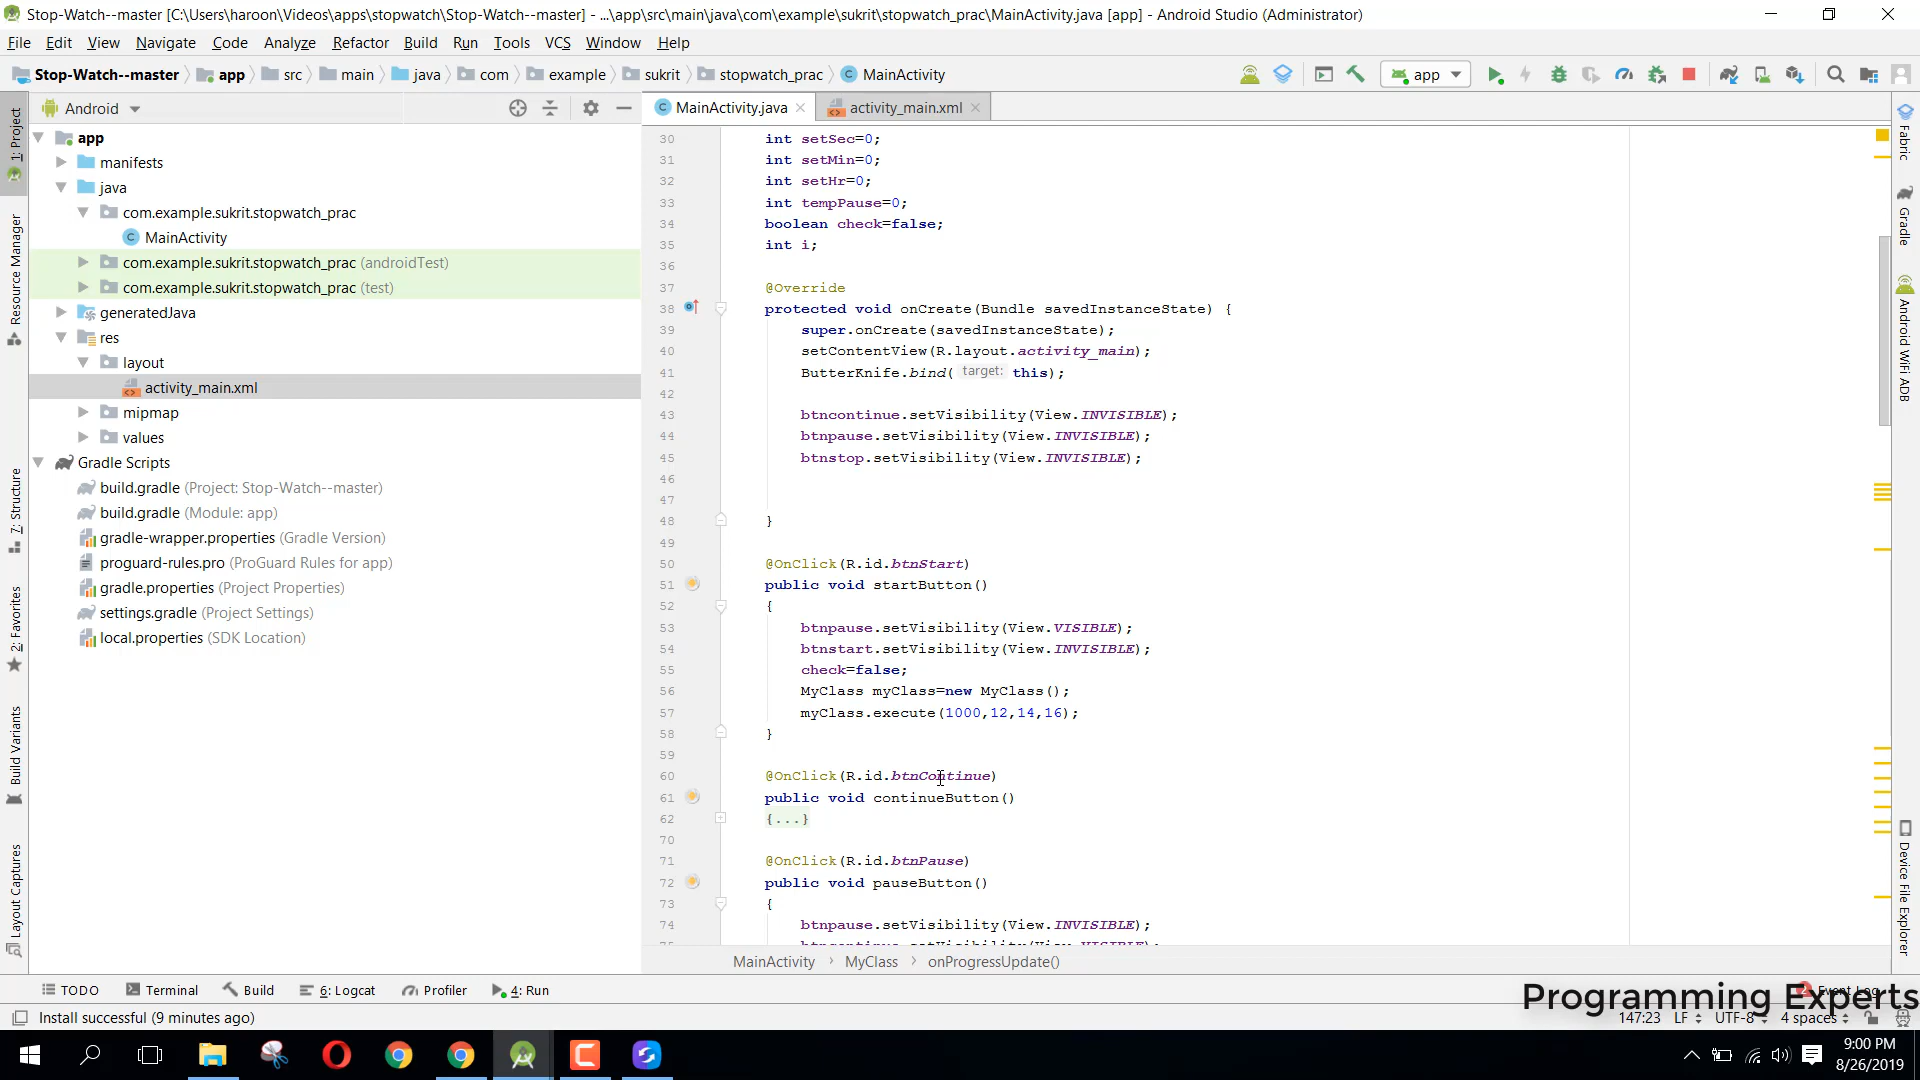 Stop-Watch--master [C:\Users\haroon\Videos\apps\stopwatch\Stop-Watch--master] - ...\app\src\main\java\com\example\sukrit\stopwatch_prac\MainActivity.java [app] - Android Studio (Administrator)
File Edit View Navigate Code Analyze Refactor Build Run Tools VCS Window Help
Stop-Watch--master app src main java com example sukrit stopwatch_prac MainActivity app
Android
MainActivity.java activity_main.xml
1: Project
Resource Manager
7: Structure
2: Favorites
Build Variants
Layout Captures
app
manifests
java
com.example.sukrit.stopwatch_prac
MainActivity
com.example.sukrit.stopwatch_prac (androidTest)
com.example.sukrit.stopwatch_prac (test)
generatedJava
res
layout
activity_main.xml
mipmap
values
Gradle Scripts
build.gradle (Project: Stop-Watch--master)
build.gradle (Module: app)
gradle-wrapper.properties (Gradle Version)
proguard-rules.pro (ProGuard Rules for app)
gradle.properties (Project Properties)
settings.gradle (Project Settings)
local.properties (SDK Location)
30 int setSec=0;
31 int setMin=0;
32 int setHr=0;
33 int tempPause=0;
34 boolean check=false;
35 int i;
36
37 @Override
38 protected void onCreate(Bundle savedInstanceState) {
39 super.onCreate(savedInstanceState);
40 setContentView(R.layout.activity_main);
41 ButterKnife.bind( target: this);
42
43 btncontinue.setVisibility(View.INVISIBLE);
44 btnpause.setVisibility(View.INVISIBLE);
45 btnstop.setVisibility(View.INVISIBLE);
46
47
48 }
49
50 @OnClick(R.id.btnStart)
51 public void startButton()
52 {
53 btnpause.setVisibility(View.VISIBLE);
54 btnstart.setVisibility(View.INVISIBLE);
55 check=false;
56 MyClass myClass=new MyClass();
57 myClass.execute(1000,12,14,16);
58 }
59
60 @OnClick(R.id.btnContinue)
61 public void continueButton()
62 {...}
70
71 @OnClick(R.id.btnPause)
72 public void pauseButton()
73 {
74 btnpause.setVisibility(View.INVISIBLE);
75 btncontinue.setVisibility(View.VISIBLE);
Fabric
Gradle
Android WiFi ADB
Device File Explorer
MainActivity MyClass onProgressUpdate()
TODO Terminal Build 6: Logcat Profiler 4: Run
Event Log
Programming Experts
Install successful (9 minutes ago)
147:23 LF UTF-8 4 spaces
9:00 PM
8/26/2019